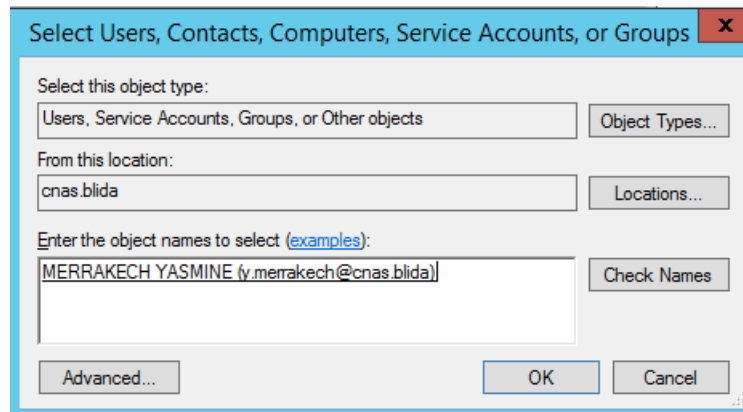 Select Users, Contacts, Computers, Service Accounts, or Groups
x
Select this object type:
Users, Service Accounts, Groups, or Other objects
Object Types...
From this location:
cnas.blida
Locations...
Enter the object names to select (examples):
MERRAKECH YASMINE (y.merrakech@cnas.blida)
Check Names
Advanced...
OK
Cancel